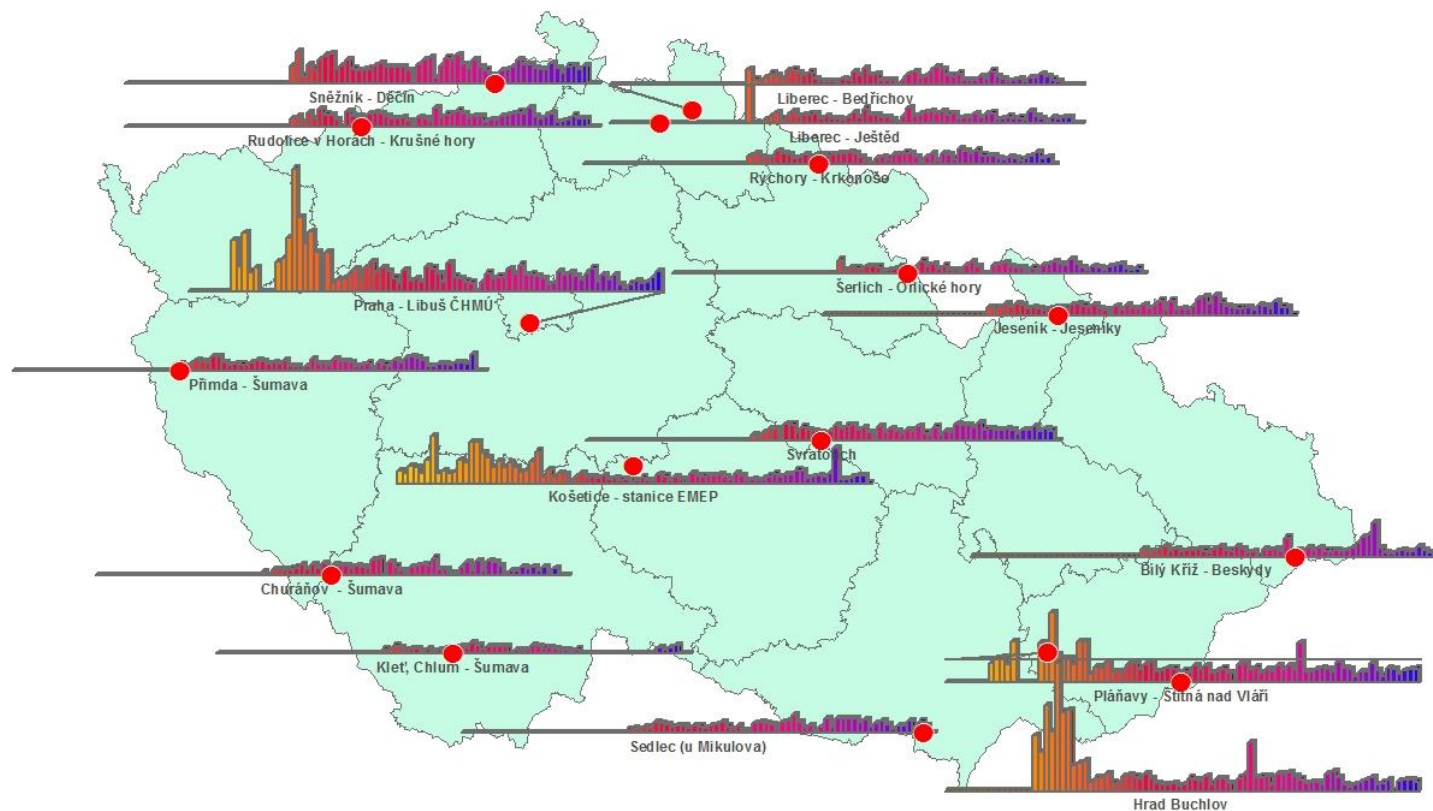 Sněžník - Děčín
Liberec - Bedřichov
Rudolice v Horách - Krušné hory
Liberec - Ještěd
Rýchory - Krkonoše
Praha - Libuš ČHMÚ
Šerlich - Orlické hory
Jeseník - Jeseníky
Přimda - Šumava
Svratouch
Košetice - stanice EMEP
Bílý Kříž - Beskydy
Churáňov - Šumava
Kleť, Chlum - Šumava
Pláňavy - Štítná nad Vláří
Sedlec (u Mikulova)
Hrad Buchlov